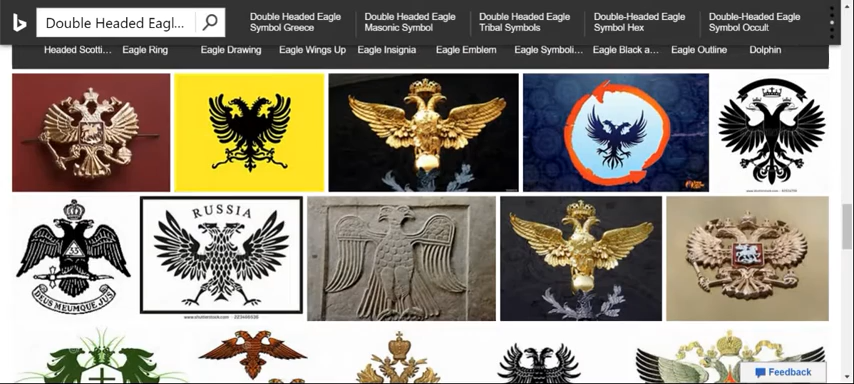 Double Headed Eagl...
Double Headed Eagle
Symbol Greece
Double Headed Eagle
Masonic Symbol
Double Headed Eagle
Tribal Symbols
Double-Headed Eagle
Symbol Hex
Double-Headed Eagle
Symbol Occult
Headed Scotti...
Eagle Ring
Eagle Drawing
Eagle Wings Up
Eagle Insignia
Eagle Emblem
Eagle Symboli...
Eagle Black a...
Eagle Outline
Dolphin
RUSSIA
DEUS MEUMQUE JUS
Feedback